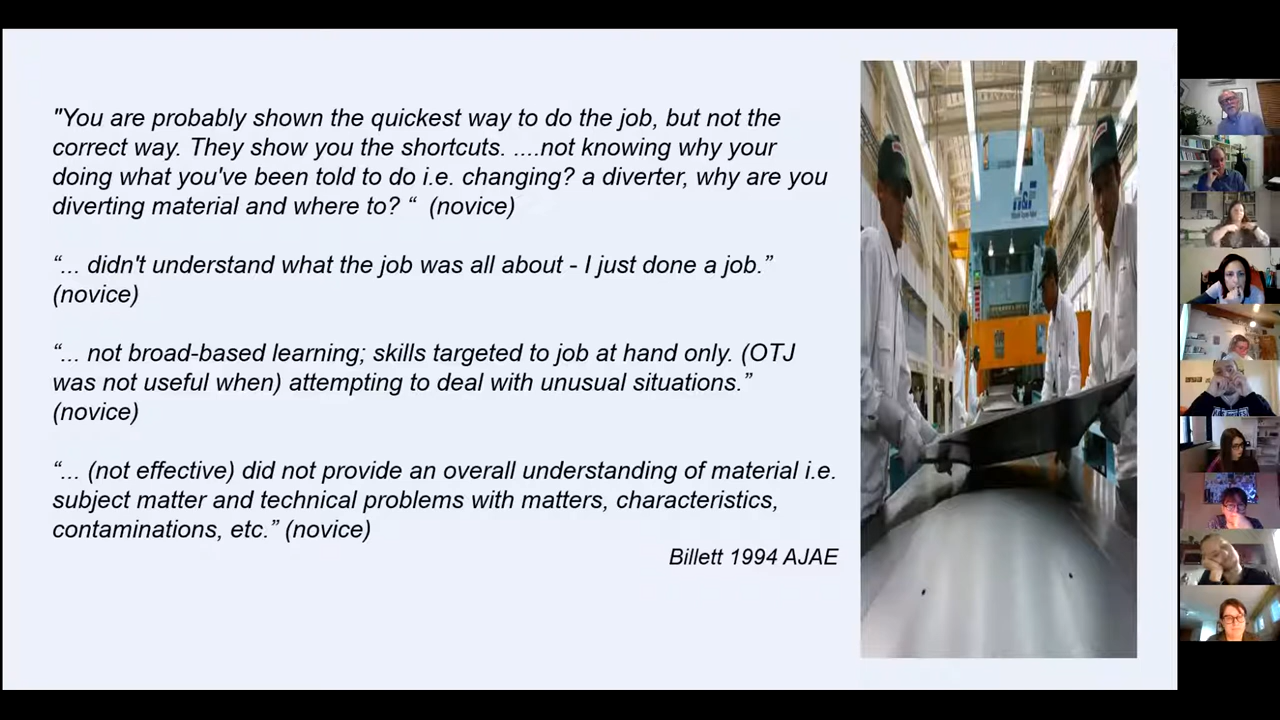 "You are probably shown the quickest way to do the job, but not the
correct way. They show you the shortcuts. ....not knowing why your
doing what you've been told to do i.e. changing? a diverter, why are you
diverting material and where to? “  (novice)
“... didn't understand what the job was all about - I just done a job.”
(novice)
“... not broad-based learning; skills targeted to job at hand only. (OTJ
was not useful when) attempting to deal with unusual situations.”
(novice)
“... (not effective) did not provide an overall understanding of material i.e.
subject matter and technical problems with matters, characteristics,
contaminations, etc.” (novice)
Billett 1994 AJAE